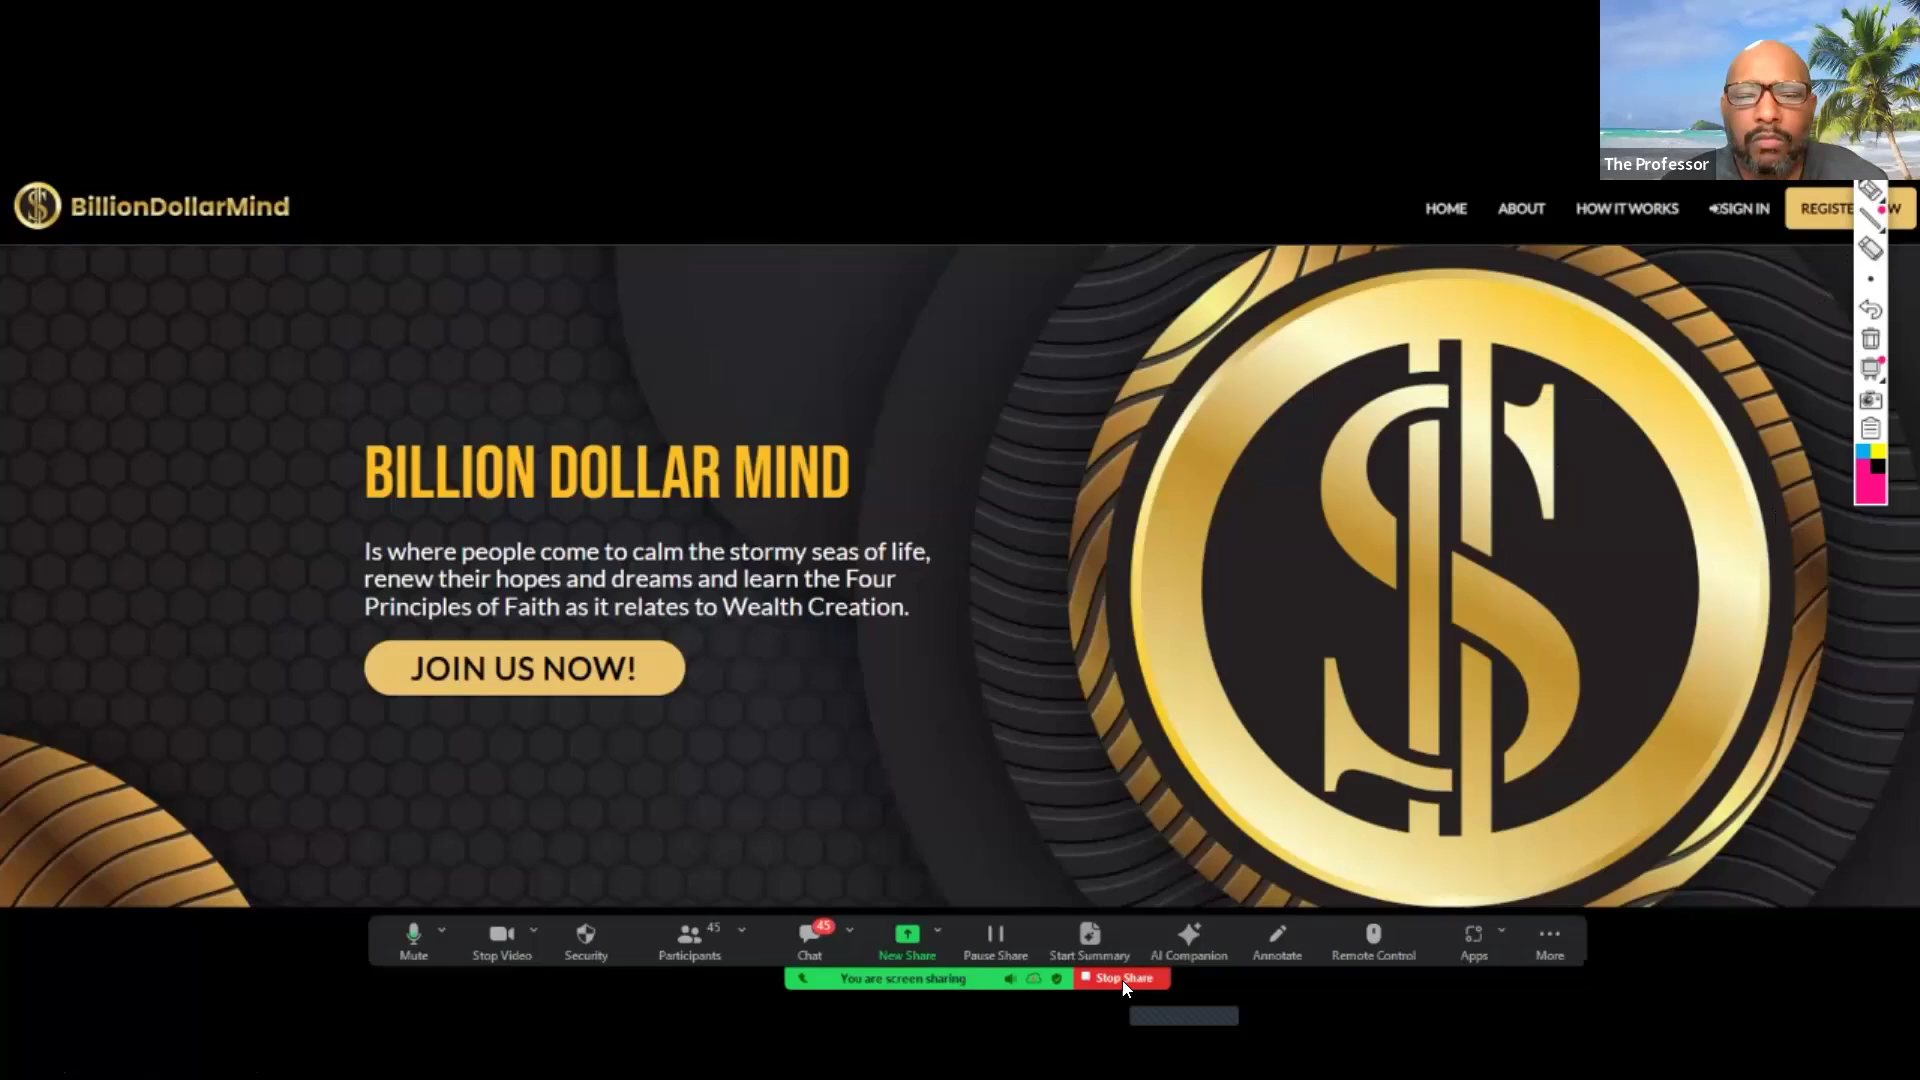 The Professor
BillionDollarMind
HOME ABOUT HOW IT WORKS SIGN IN
BILLION DOLLAR MIND
Is where people come to calm the stormy seas of life,
renew their hopes and dreams and learn the Four
Principles of Faith as it relates to Wealth Creation.
JOIN US NOW!
45 45
Mute Stop Video Security Participants Chat New Share Pause Share Start Summary AI Companion Annotate Remote Control Apps More
You are screen sharing Stop Share